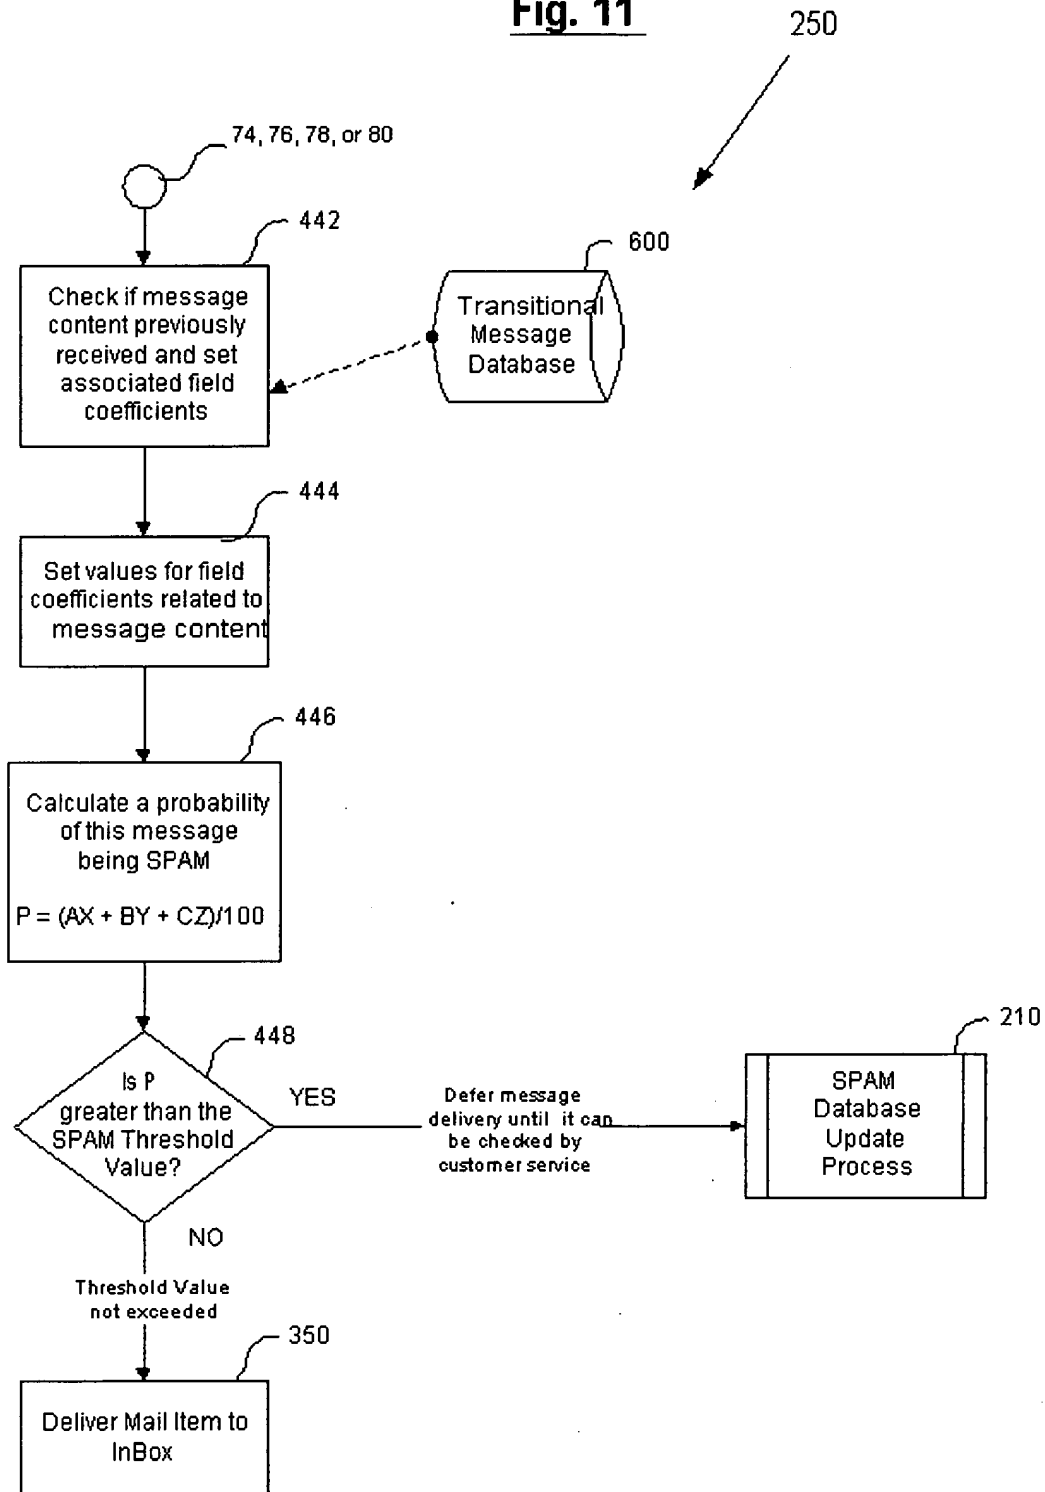 Fig. 11
250
74, 76, 78, or 80
442
600
Check if message
content previously
received and set
associated field
coefficients
Transitional
Message
Database
444
Set values for field
coefficients related to
message content
446
Calculate a probability
of this message
being SPAM
P = (AX + BY + CZ)/100
448
210
Is P
greater than the
SPAM Threshold
Value?
YES
Defer message
delivery until it can
be checked by
customer service
SPAM
Database
Update
Process
NO
Threshold Value
not exceeded
350
Deliver Mail Item to
InBox